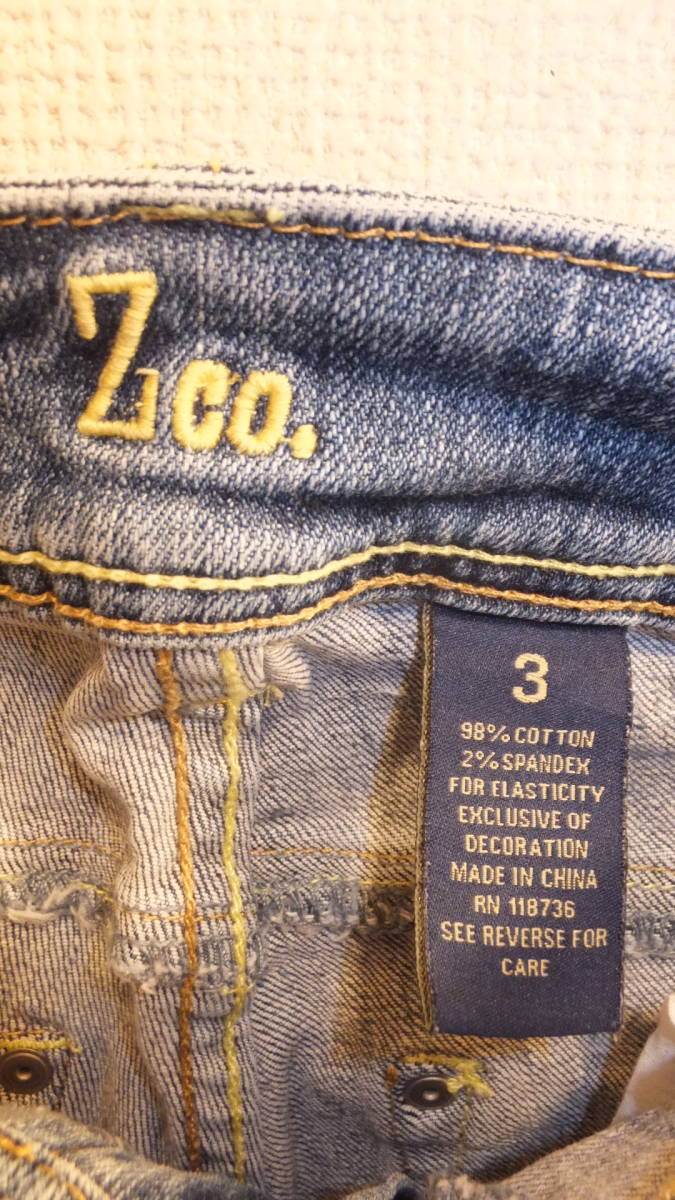 Zco.
3
98% COTTON
2% SPANDEX
FOR ELASTICITY
EXCLUSIVE OF
DECORATION
MADE IN CHINA
RN 118736
SEE REVERSE FOR
CARE